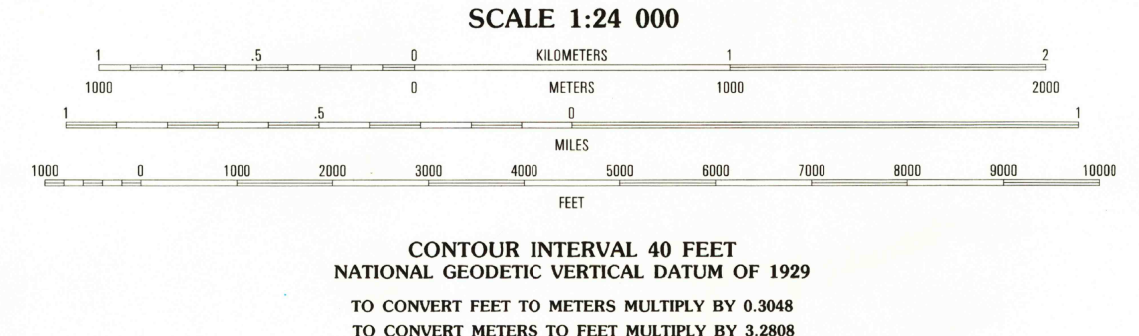 SCALE 1:24 000
1 .5 0 KILOMETERS 1 2
1000 0 METERS 1000 2000
1 .5 0 1
MILES
1000 0 1000 2000 3000 4000 5000 6000 7000 8000 9000 10000
FEET
CONTOUR INTERVAL 40 FEET
NATIONAL GEODETIC VERTICAL DATUM OF 1929
TO CONVERT FEET TO METERS MULTIPLY BY 0.3048
TO CONVERT METERS TO FEET MULTIPLY BY 3.2808